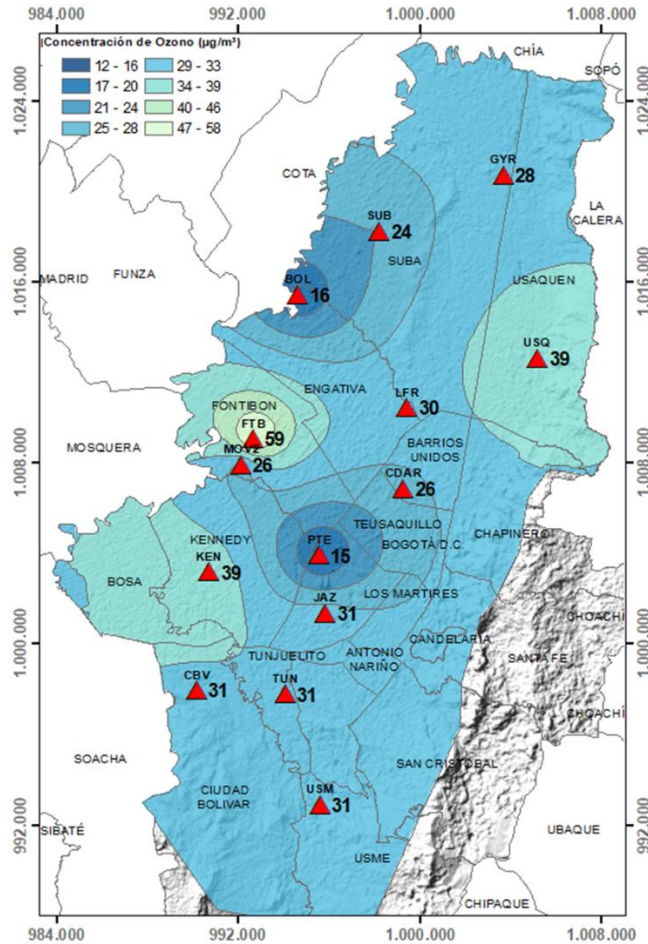 984.000 992.000 1.000.000 1.008.000
Concentración de Ozono (µg/m³)
12 - 16 29 - 33
17 - 20 34 - 39
21 - 24 40 - 46
25 - 28 47 - 58
CHÍA
SOPÓ
1.024.000 1.024.000
COTA
GYR
28
LA
CALERA
SUB
24
SUBA
MADRID
FUNZA
BOL
16
USAQUEN
1.016.000 1.016.000
USQ
39
ENGATIVA
LFR
30
FONTIBON
FTB
59
BARRIOS
UNIDOS
MOSQUERA
MOV2
26
1.008.000 1.008.000
CDAR
26
TEUSAQUILLO
CHAPINERO
KENNEDY
PTE
15
BOGOTÁ D.C.
KEN
39
BOSA
LOS MARTIRES
JAZ
31
CHOACHÍ
CANDELARIA
1.000.000 1.000.000
TUNJUELITO
ANTONIO
NARIÑO
SANTA FE
CBV
31
TUN
31
CHOACHÍ
SOACHA
SAN CRISTOBAL
CIUDAD
BOLIVAR
USM
31
992.000 992.000
SIBATÉ
UBAQUE
USME
CHIPAQUE
984.000 992.000 1.000.000 1.008.000